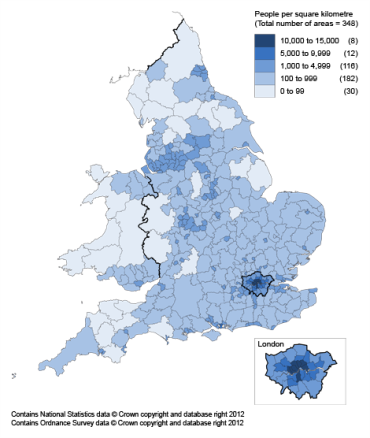 People per square kilometre
(Total number of areas = 348)
10,000 to 15,000 (8)
5,000 to 9,999 (12)
1,000 to 4,999 (116)
100 to 999 (182)
0 to 99 (30)
London
Contains National Statistics data © Crown copyright and database right 2012
Contains Ordnance Survey data © Crown copyright and database right 2012